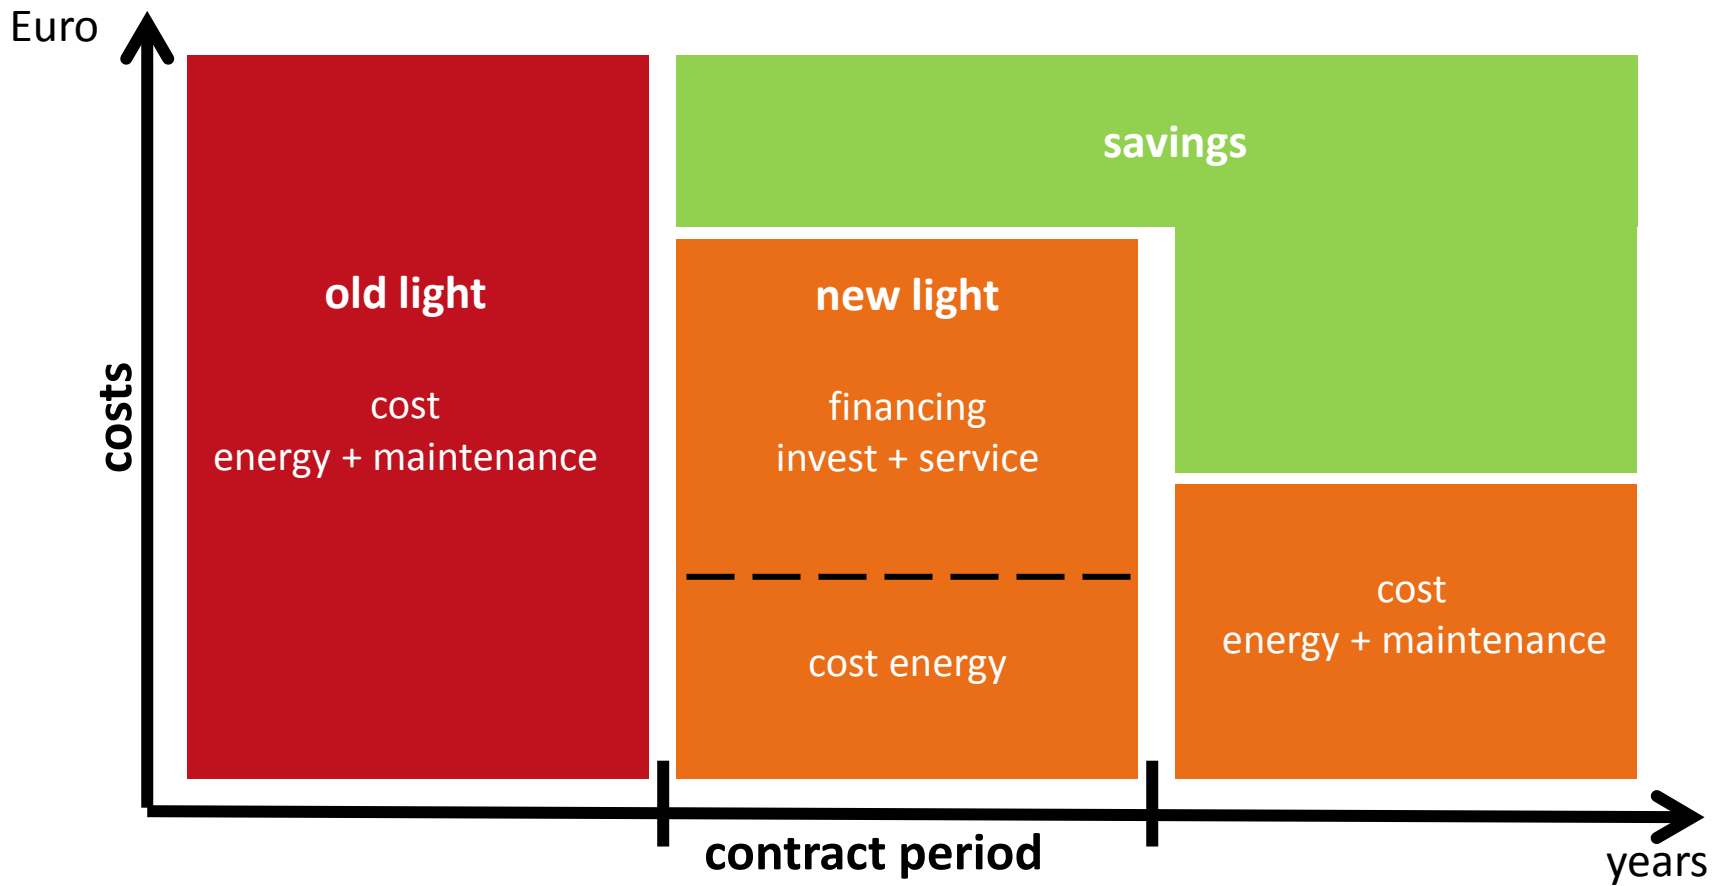 Euro
costs
old light
cost
energy + maintenance
savings
new light
financing
invest + service
cost energy
cost
energy + maintenance
contract period
years